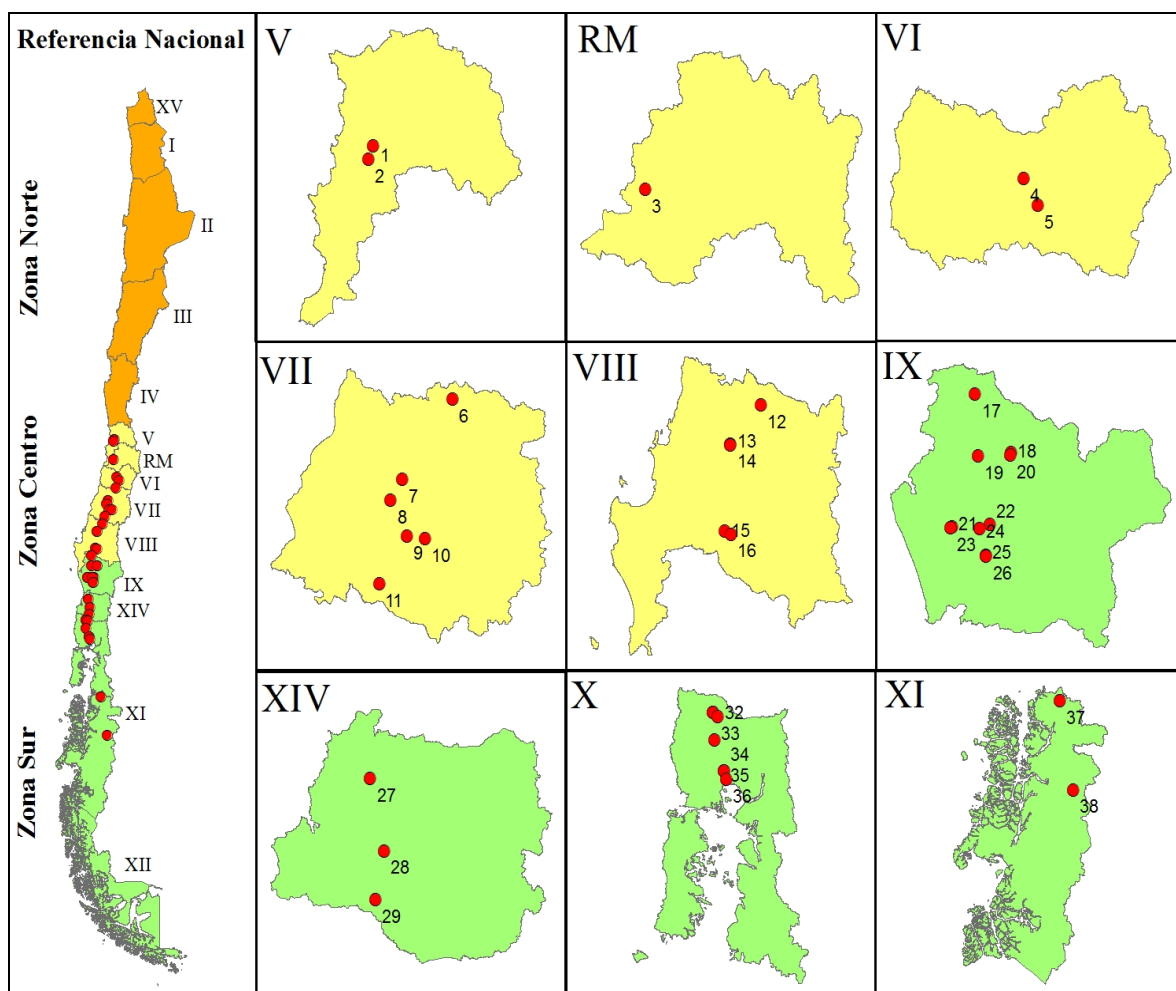 Referencia Nacional
Zona Norte
Zona Centro
Zona Sur
XV
I
II
III
IV
V
RM
VI
VII
VIII
IX
XIV
XI
XII
V
1
2
RM
3
VI
4
5
VII
6
7
8
9
10
11
VIII
12
13
14
15
16
IX
17
18
19
20
21
22
23
24
25
26
XIV
27
28
29
X
32
33
34
35
36
XI
37
38